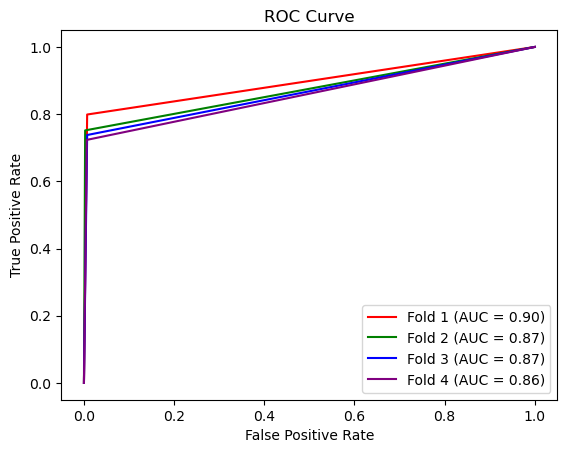 ROC Curve
1.0
0.8
0.6
0.4
0.2
0.0
True Positive Rate
Fold 1 (AUC = 0.90)
Fold 2 (AUC = 0.87)
Fold 3 (AUC = 0.87)
Fold 4 (AUC = 0.86)
0.0 0.2 0.4 0.6 0.8 1.0
False Positive Rate